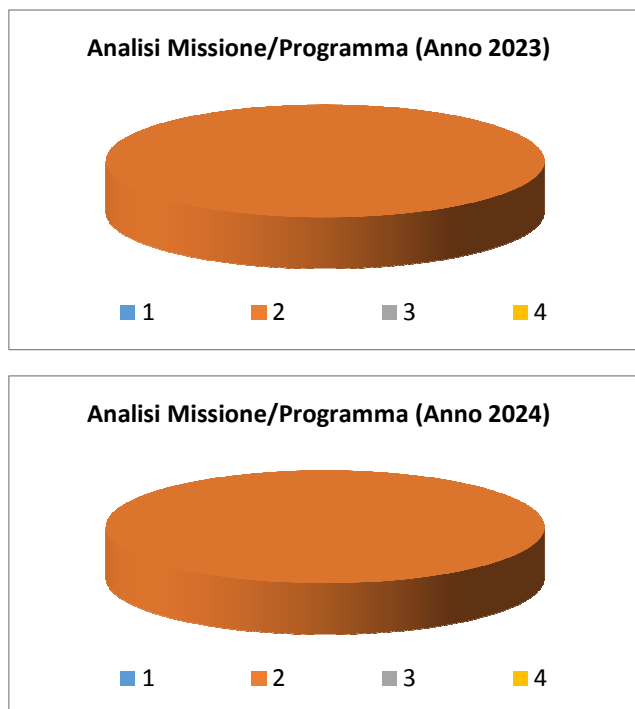 Analisi Missione/Programma (Anno 2023)
1 2 3 4
Analisi Missione/Programma (Anno 2024)
1 2 3 4